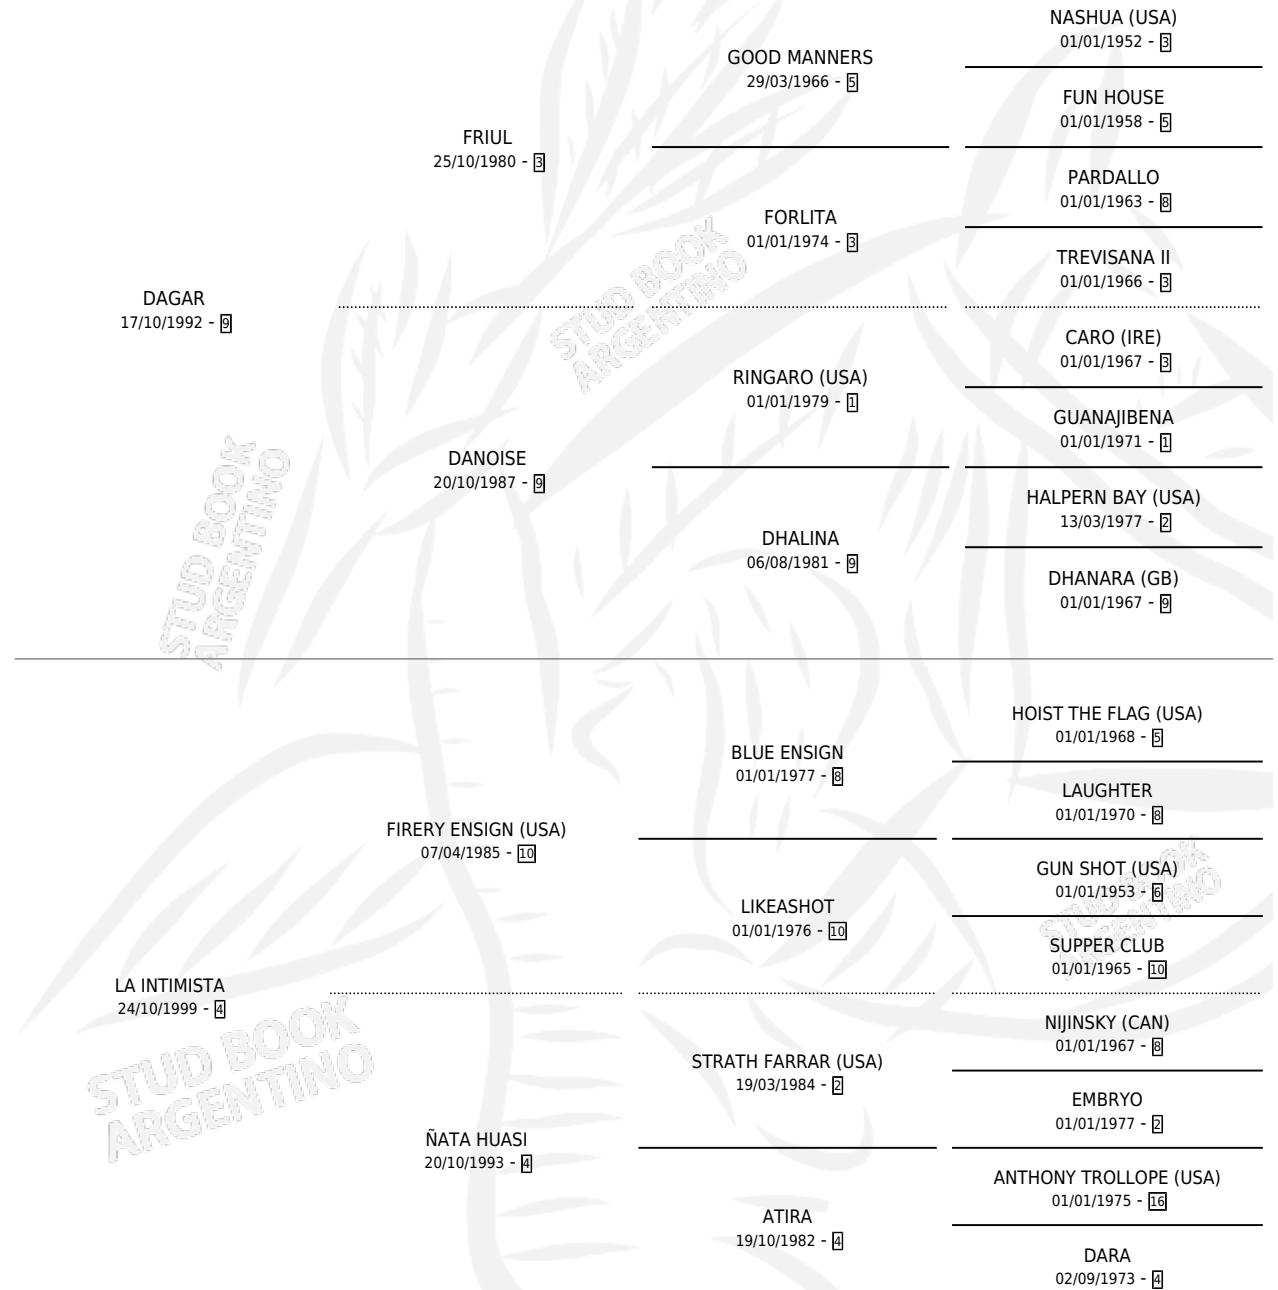 NASHUA (USA)
01/01/1952 - 3
GOOD MANNERS
29/03/1966 - 5
FUN HOUSE
01/01/1958 - 5
FRIUL
25/10/1980 - 3
PARDALLO
01/01/1963 - 8
FORLITA
01/01/1974 - 3
TREVISANA II
01/01/1966 - 3
DAGAR
17/10/1992 - 9
STUD BOOK
ARGENTINO
CARO (IRE)
01/01/1967 - 3
RINGARO (USA)
01/01/1979 - 1
GUANAJIBENA
01/01/1971 - 1
DANOISE
20/10/1987 - 9
HALPERN BAY (USA)
13/03/1977 - 2
DHALINA
06/08/1981 - 9
DHANARA (GB)
01/01/1967 - 9
STUD BOOK
ARGENTINO
HOIST THE FLAG (USA)
01/01/1968 - 5
BLUE ENSIGN
01/01/1977 - 8
LAUGHTER
01/01/1970 - 8
FIRERY ENSIGN (USA)
07/04/1985 - 10
GUN SHOT (USA)
01/01/1953 - 6
LIKEASHOT
01/01/1976 - 10
STUD BOOK
ARGENTINO
SUPPER CLUB
01/01/1965 - 10
LA INTIMISTA
24/10/1999 - 4
STUD BOOK
ARGENTINO
NIJINSKY (CAN)
01/01/1967 - 8
STRATH FARRAR (USA)
19/03/1984 - 2
EMBRYO
01/01/1977 - 2
ÑATA HUASI
20/10/1993 - 4
ANTHONY TROLLOPE (USA)
01/01/1975 - 16
ATIRA
19/10/1982 - 4
DARA
02/09/1973 - 4